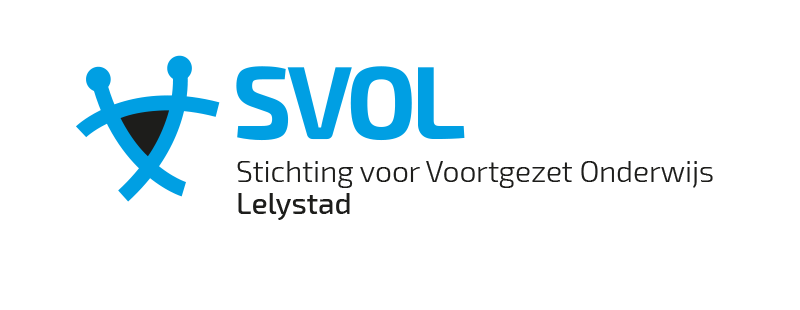 SVOL
Stichting voor Voortgezet Onderwijs
Lelystad